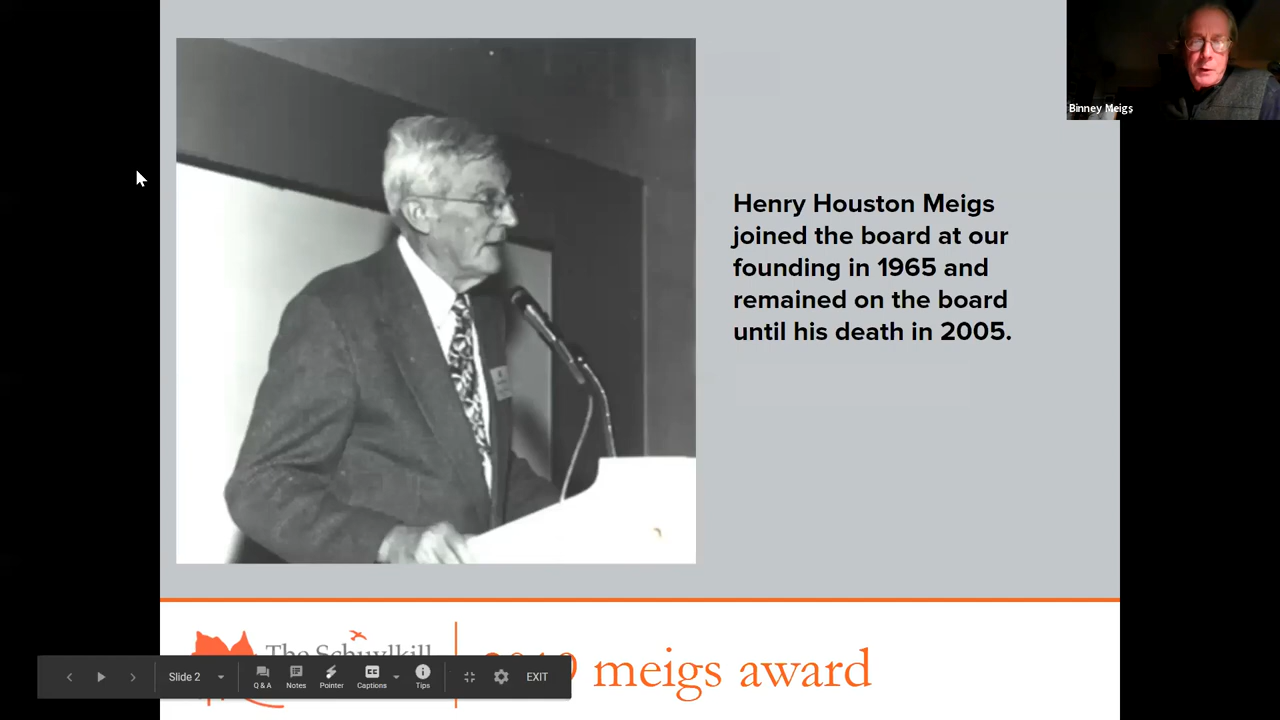 Binney Meigs
Henry Houston Meigs
joined the board at our
founding in 1965 and
remained on the board
until his death in 2005.
The Schuylkill
meigs award
Slide 2
Q & A
Notes
Pointer
Captions
Tips
EXIT